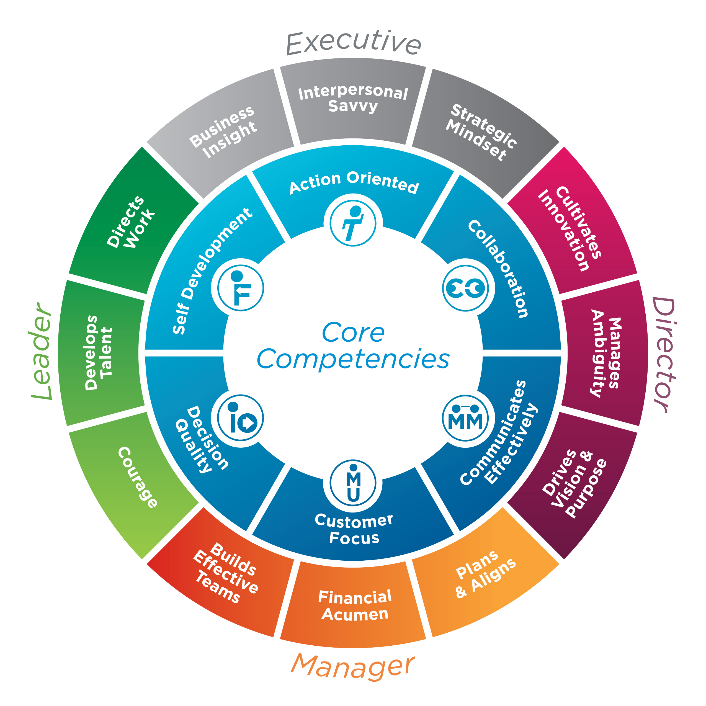 Executive
Business
Insight
Interpersonal
Savvy
Strategic
Mindset
Director
Cultivates
Innovation
Manages
Ambiguity
Drives
Vision &
Purpose
Manager
Plans
& Aligns
Financial
Acumen
Builds
Effective
Teams
Leader
Courage
Develops
Talent
Directs
Work
Action Oriented
Collaboration
Communicates
Effectively
MM
Customer
Focus
MU
Decision
Quality
Self Development
F
Core
Competencies